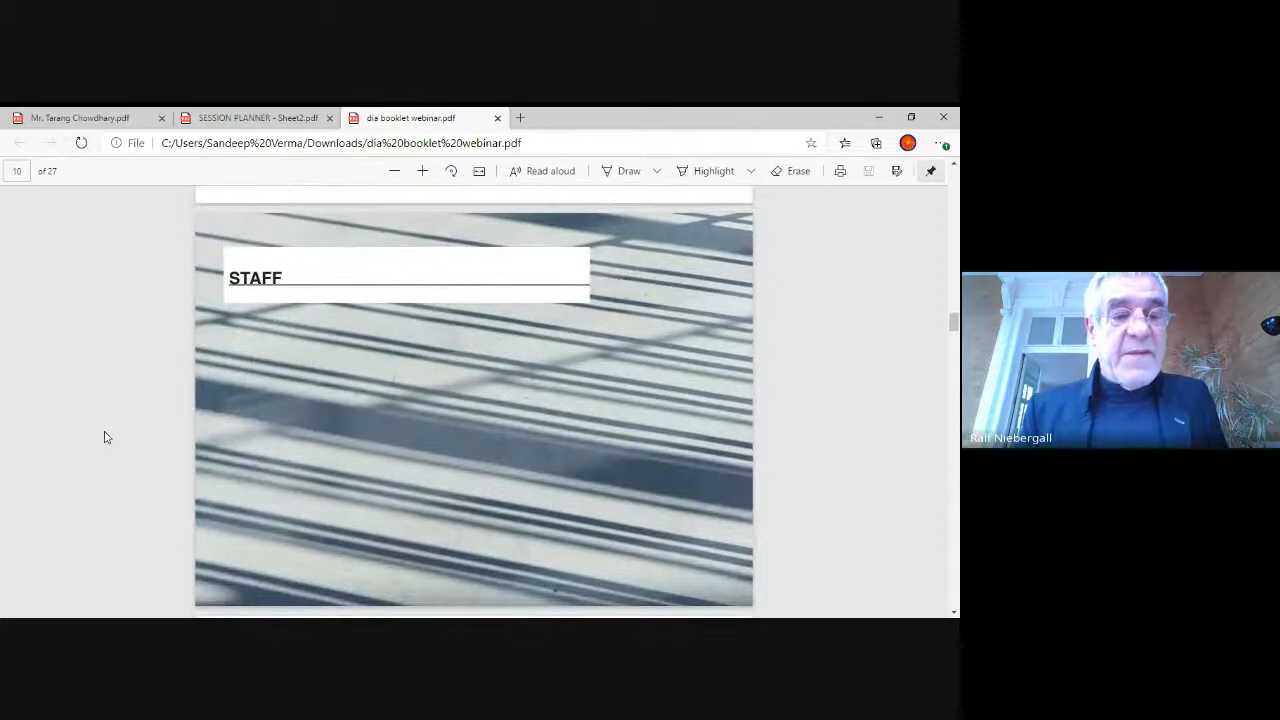 Mr. Tarang Chowdhary.pdf
SESSION PLANNER - Sheet2.pdf
dia booklet webinar.pdf
File
C:/Users/Sandeep%20Verma/Downloads/dia%20booklet%20webinar.pdf
10 of 27
Read aloud
Draw
Highlight
Erase
STAFF
Ralf Niebergall